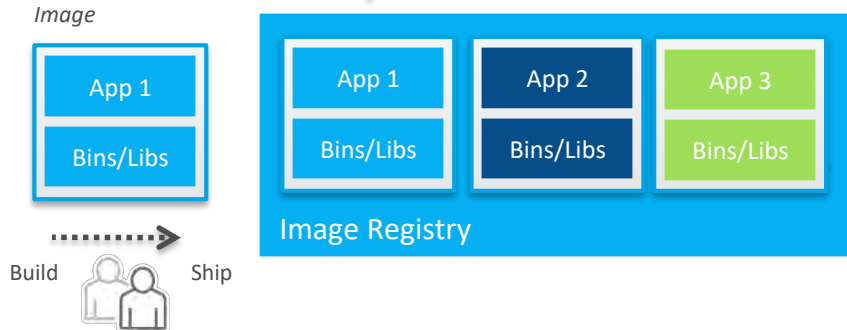 Image
App 1
Bins/Libs
Build
Ship
App 1
Bins/Libs
App 2
Bins/Libs
App 3
Bins/Libs
Image Registry